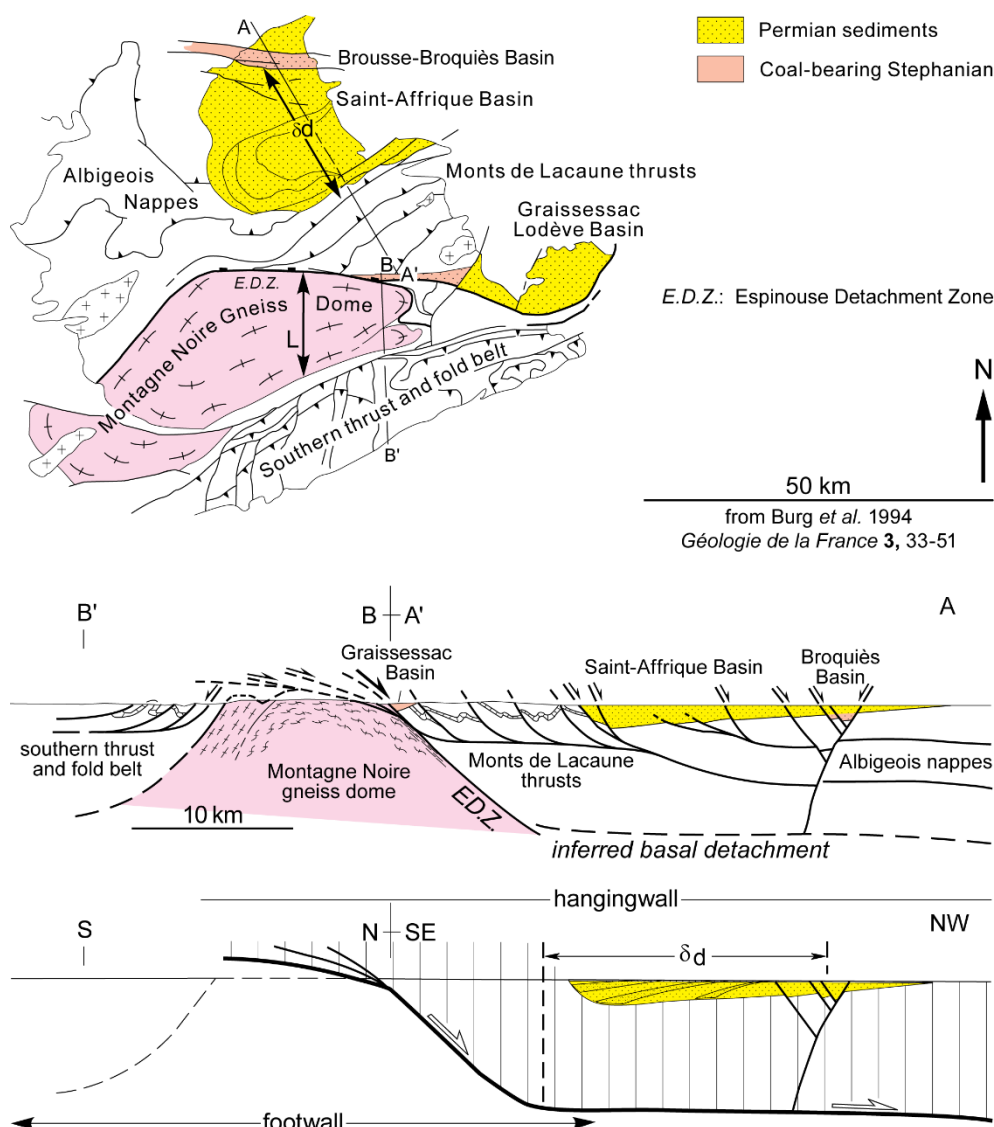 A
Permian sediments
Brousse-Broquiès Basin
Coal-bearing Stephanian
Saint-Affrique Basin
δd
Albigeois
Nappes
Monts de Lacaune thrusts
Graissessac
Lodève Basin
B
A'
E.D.Z.
E.D.Z.: Espinouse Detachment Zone
Montagne Noire Gneiss Dome
L
Southern thrust and fold belt
B'
N
50 km
from Burg et al. 1994
Géologie de la France 3, 33-51
B'
B
A'
A
Graissessac
Basin
Saint-Affrique Basin
Broquiès
Basin
southern thrust
and fold belt
Montagne Noire
gneiss dome
E.D.Z.
Monts de Lacaune
thrusts
Albigeois nappes
10 km
inferred basal detachment
hangingwall
S
N
SE
NW
δd
footwall